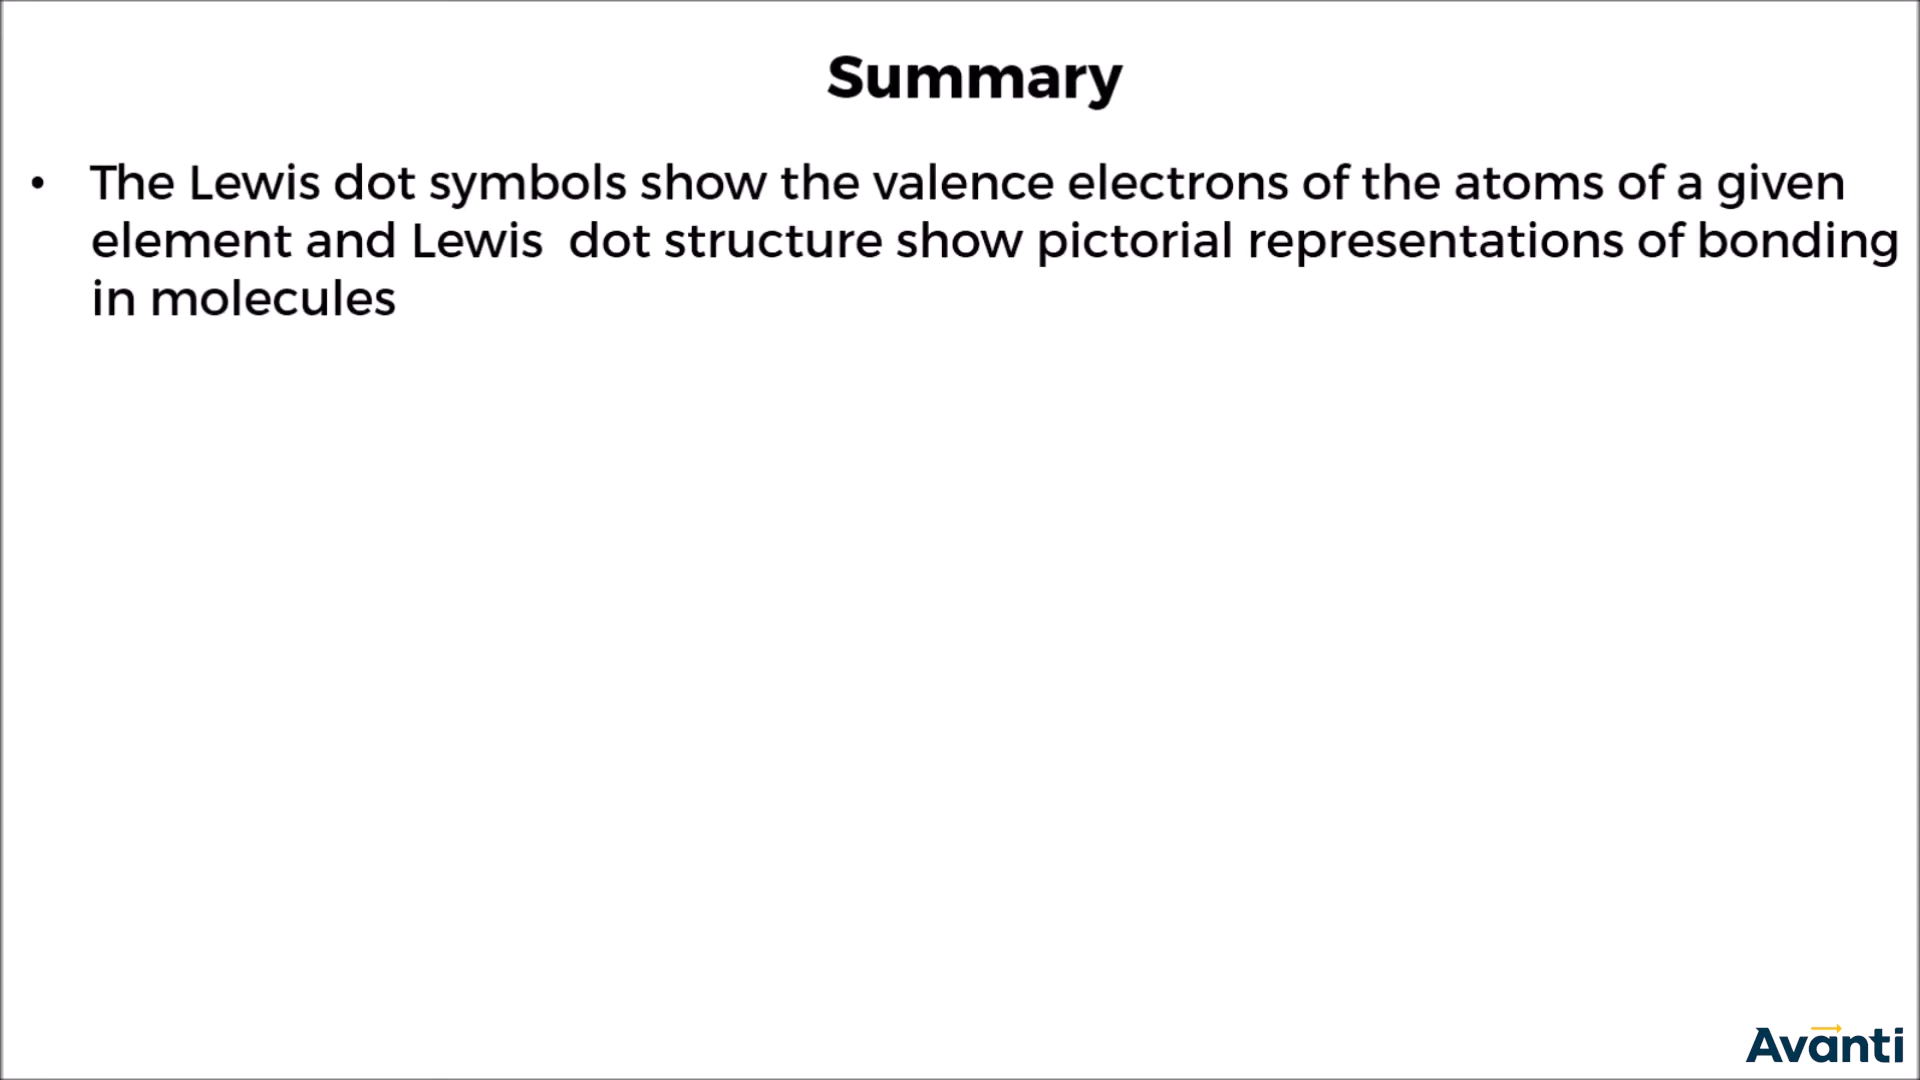 Summary
• The Lewis dot symbols show the valence electrons of the atoms of a given
element and Lewis  dot structure show pictorial representations of bonding
in molecules
Avanti